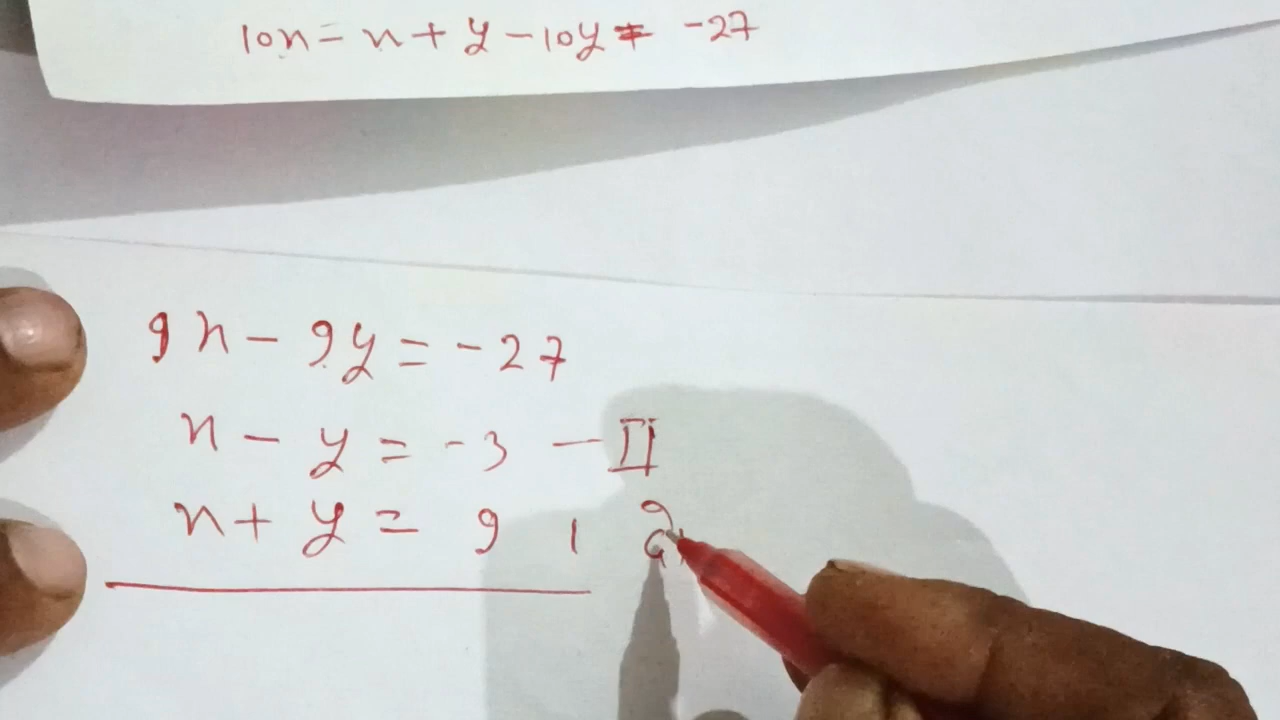 10x = x + y - 10y = -27
9x - 9y = -27
x - y = -3 — II
x + y = 9 1